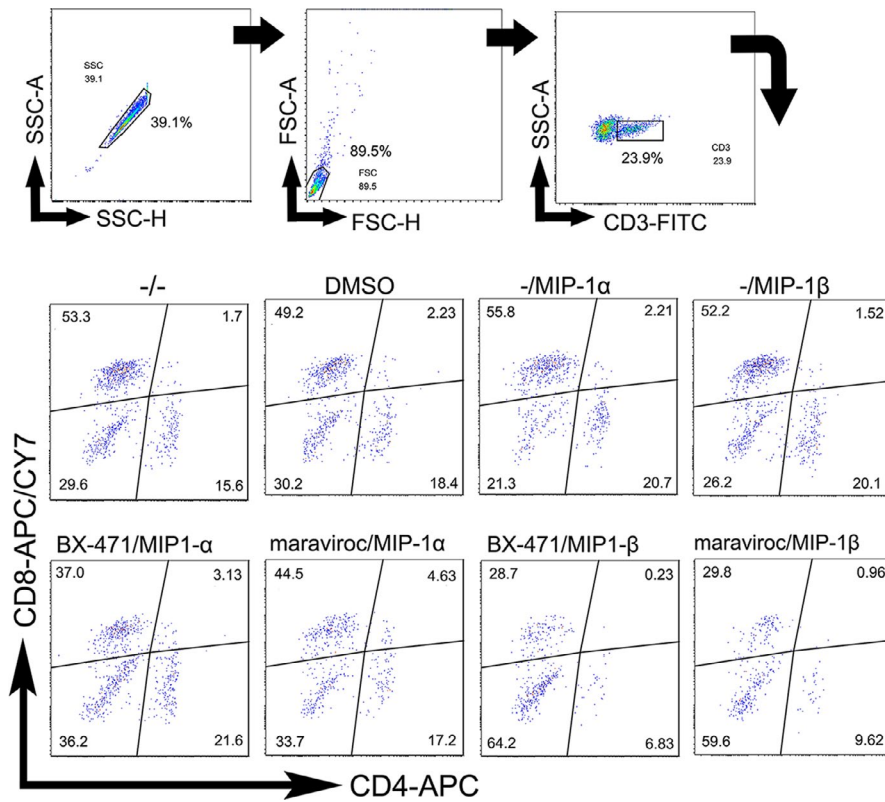 SSC-A
SSC
39.1
39.1%
SSC-H
FSC-A
89.5%
FSC
89.5
FSC-H
SSC-A
23.9%
CD3
23.9
CD3-FITC
-/-
53.3
1.7
29.6
15.6
DMSO
49.2
2.23
30.2
18.4
-/MIP-1α
55.8
2.21
21.3
20.7
-/MIP-1β
52.2
1.52
26.2
20.1
BX-471/MIP1-α
37.0
3.13
36.2
21.6
maraviroc/MIP-1α
44.5
4.63
33.7
17.2
BX-471/MIP1-β
28.7
0.23
64.2
6.83
maraviroc/MIP-1β
29.8
0.96
59.6
9.62
CD8-APC/CY7
CD4-APC